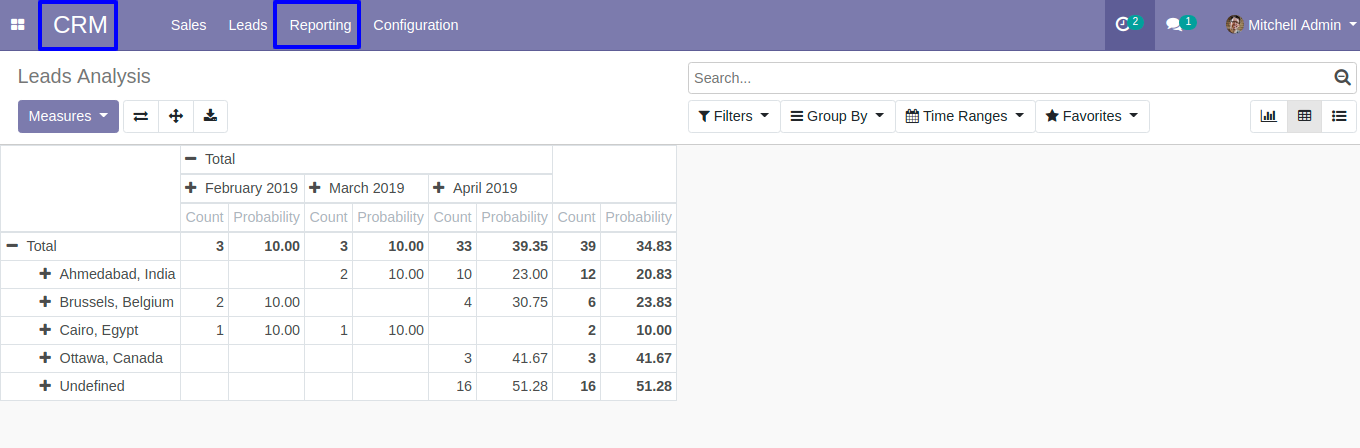 CRM Sales Leads Reporting Configuration 2 1 Mitchell Admin
Leads Analysis
Search...
Measures
Filters Group By Time Ranges Favorites
Total
February 2019 March 2019 April 2019
Count Probability Count Probability Count Probability Count Probability
Total 3 10.00 3 10.00 33 39.35 39 34.83
Ahmedabad, India 2 10.00 10 23.00 12 20.83
Brussels, Belgium 2 10.00 4 30.75 6 23.83
Cairo, Egypt 1 10.00 1 10.00 2 10.00
Ottawa, Canada 3 41.67 3 41.67
Undefined 16 51.28 16 51.28